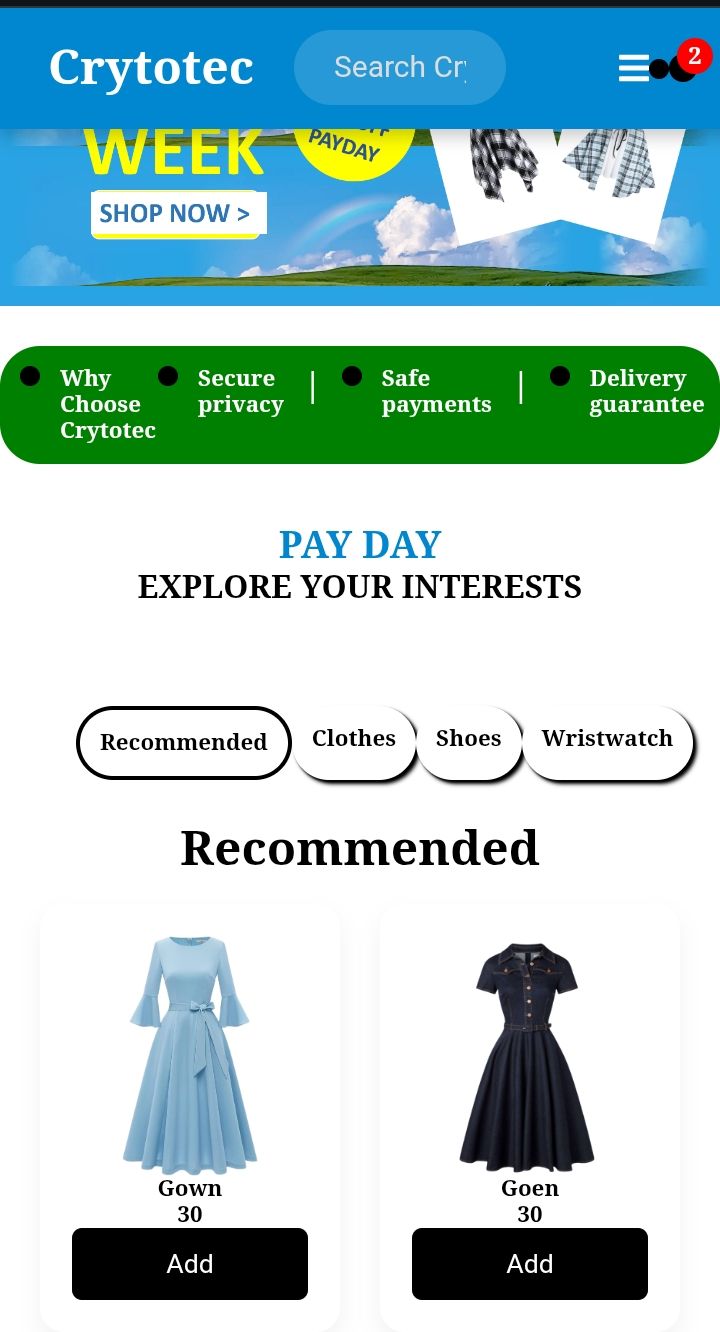 Crytotec
Search Cry
2
WEEK
PAYDAY
SHOP NOW >
Why
Choose
Crytotec
Secure
privacy
|
Safe
payments
|
Delivery
guarantee
PAY DAY
EXPLORE YOUR INTERESTS
Recommended
Clothes
Shoes
Wristwatch
Recommended
Gown
30
Add
Goen
30
Add